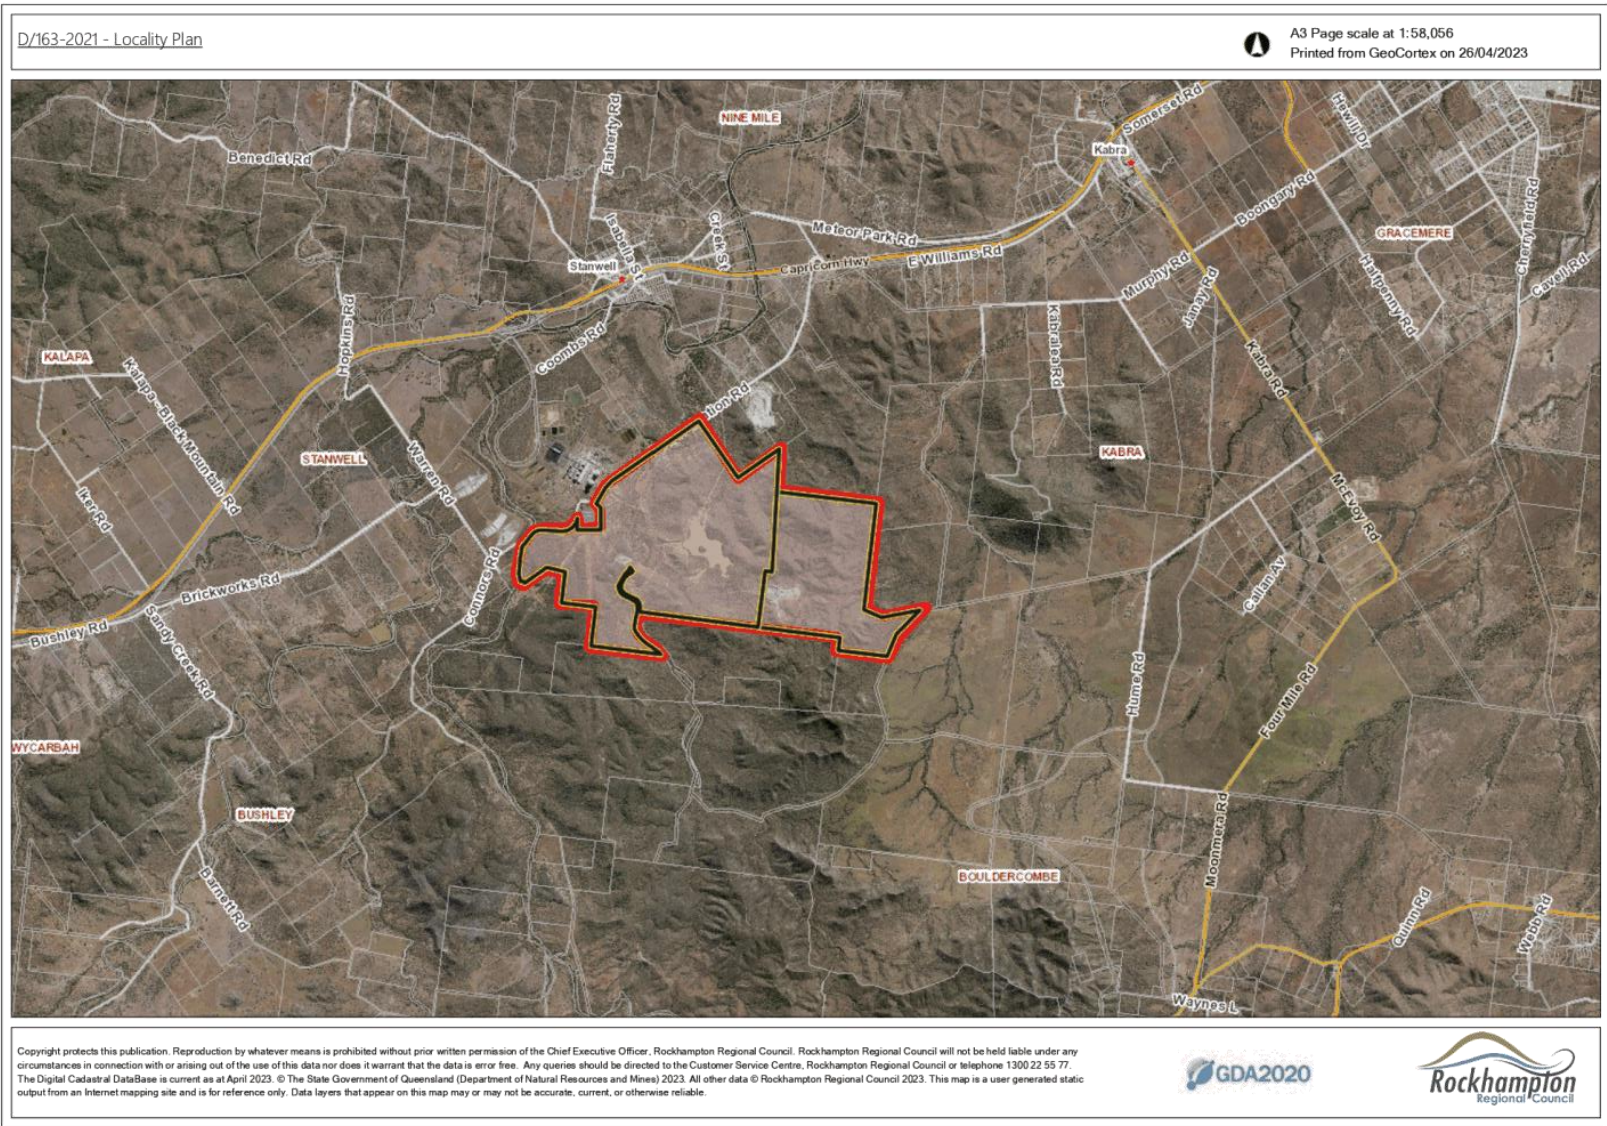 D/163-2021 - Locality Plan
A3 Page scale at 1:58,056
Printed from GeoCortex on 26/04/2023
Somerset Rd
Flaherty Rd
NINE MILE
Hewill Dr
Benedict Rd
Kabra
Boongary Rd
Cherryfield Rd
Isabella St
Creek St
Meteor Park Rd
GRACEMERE
Stanwell
Capricorn Hwy
E Williams Rd
Murphy Rd
Cavell Rd
Halpenny Rd
Janay Rd
Hopkins Rd
Coombs Rd
Kabralea Rd
KALAPA
Kalapa - Black Mountain Rd
Kabra Rd
tion Rd
STANWELL
Warren Rd
KABRA
Iker Rd
McEvoy Rd
Connors Rd
Brickworks Rd
Callan Av
Bushley Rd
Sandy Creek Rd
Hume Rd
Four Mile Rd
WYCARBAH
BUSHLEY
Moonmera Rd
BOULDERCOMBE
Barnett Rd
Quinn Rd
Webb Rd
Waynes L
Copyright protects this publication. Reproduction by whatever means is prohibited without prior written permission of the Chief Executive Officer, Rockhampton Regional Council. Rockhampton Regional Council will not be held liable under any
circumstances in connection with or arising out of the use of this data nor does it warrant that the data is error free. Any queries should be directed to the Customer Service Centre, Rockhampton Regional Council or telephone 1300 22 55 77.
The Digital Cadastral DataBase is current as at April 2023. © The State Government of Queensland (Department of Natural Resources and Mines) 2023. All other data © Rockhampton Regional Council 2023. This map is a user generated static
output from an Internet mapping site and is for reference only. Data layers that appear on this map may or may not be accurate, current, or otherwise reliable.
GDA2020
Rockhampton
Regional Council